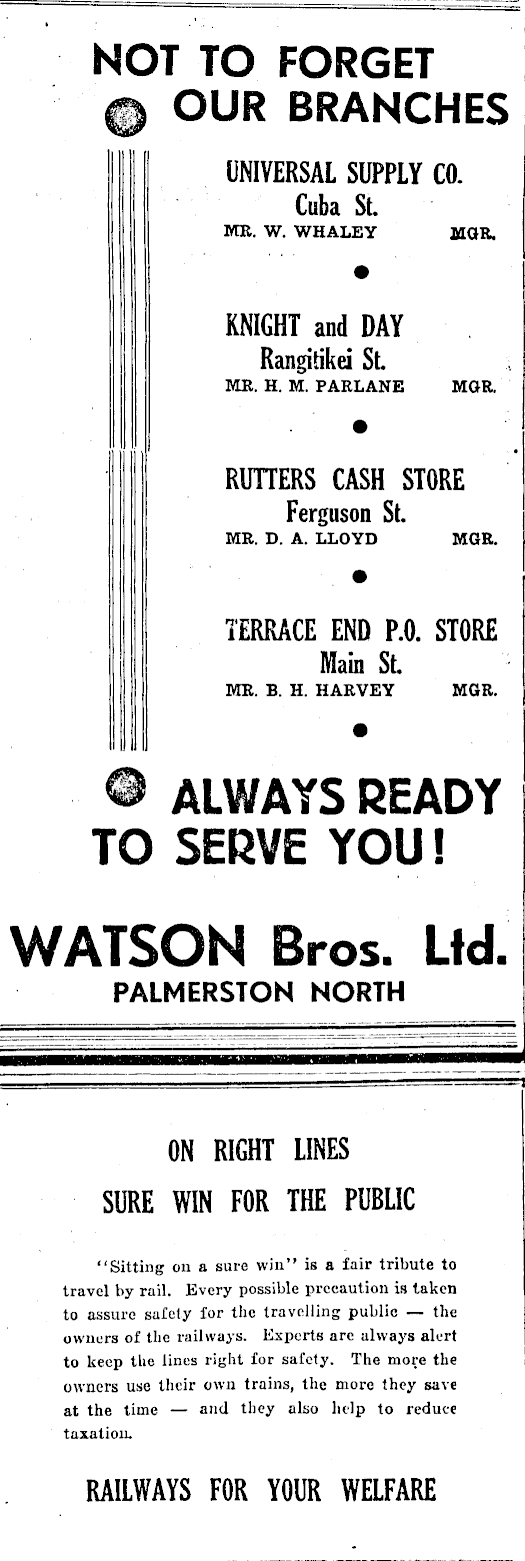 NOT TO FORGET
OUR BRANCHES
UNIVERSAL SUPPLY CO.
Cuba St.
MR. W. WHALEY MGR.
KNIGHT and DAY
Rangitikei St.
MR. H. M. PARLANE MGR.
RUTTERS CASH STORE
Ferguson St.
MR. D. A. LLOYD MGR.
TERRACE END P.O. STORE
Main St.
MR. B. H. HARVEY MGR.
ALWAYS READY
TO SERVE YOU!
WATSON Bros. Ltd.
PALMERSTON NORTH
ON RIGHT LINES
SURE WIN FOR THE PUBLIC
"Sitting on a sure win" is a fair tribute to
travel by rail. Every possible precaution is taken
to assure safety for the travelling public — the
owners of the railways. Experts are always alert
to keep the lines right for safety. The more the
owners use their own trains, the more they save
at the time — and they also help to reduce
taxation.
RAILWAYS FOR YOUR WELFARE